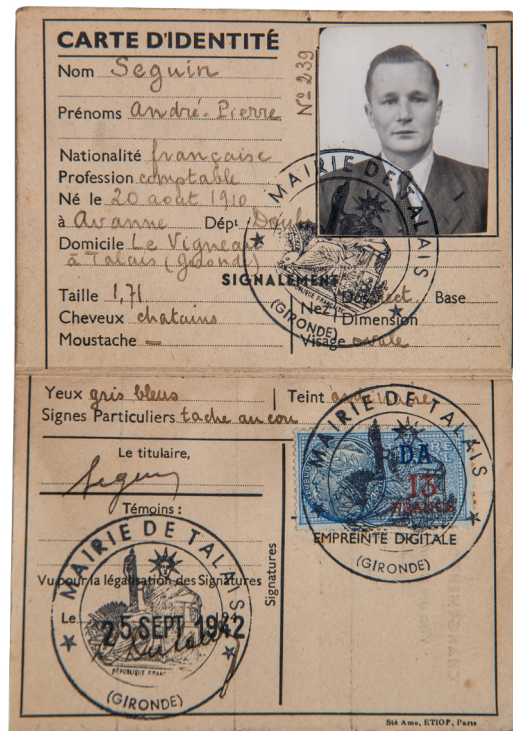 CARTE D'IDENTITÉ
Nº 239
Nom Seguin
Prénoms André-Pierre
Nationalité française
Profession comptable
Né le 20 août 1910
à Avanne Dépt Doubs
Domicile Le Vigneau
à Talais (Gironde)
MAIRIE DE TALAIS
(GIRONDE)
SIGNALEMENT
Taille 1,71
Cheveux chatains
Moustache —
Nez Dos rect. Base
Dimension
Visage ovale
Yeux gris bleus
Teint
Signes Particuliers tache au cou
Le titulaire,
Seguin
Témoins :
MAIRIE DE TALAIS
D.A.
13
FRANCS
EMPREINTE DIGITALE
(GIRONDE)
Signatures
MAIRIE DE TALAIS
Vu pour la légalisation des Signatures
Le 25 SEPT. 1942
RÉPUBLIQUE FRANC
(GIRONDE)
Sté Ame, ETIOP, Paris